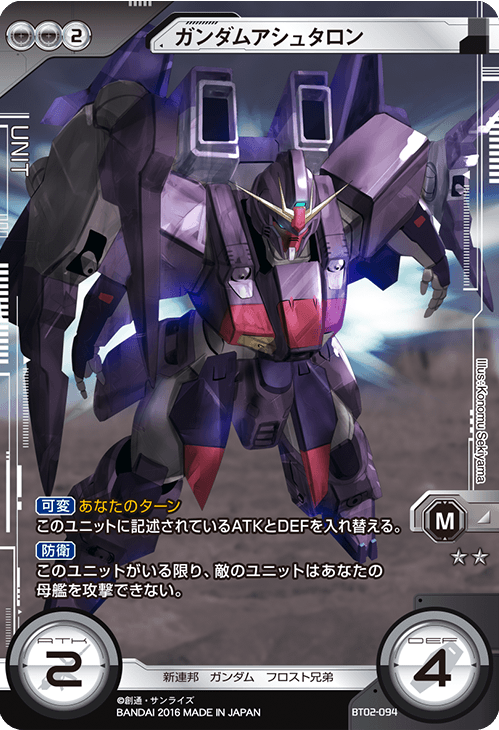 2
ガンダムアシュタロン
UNIT
Illus:Konomu Sekiyama
可変 あなたのターン
このユニットに記述されているATKとDEFを入れ替える。
防衛
このユニットがいる限り、敵のユニットはあなたの
母艦を攻撃できない。
M
★★
ATK
2
DEF
4
新連邦 ガンダム フロスト兄弟
©創通・サンライズ
BANDAI 2016 MADE IN JAPAN
BT02-094